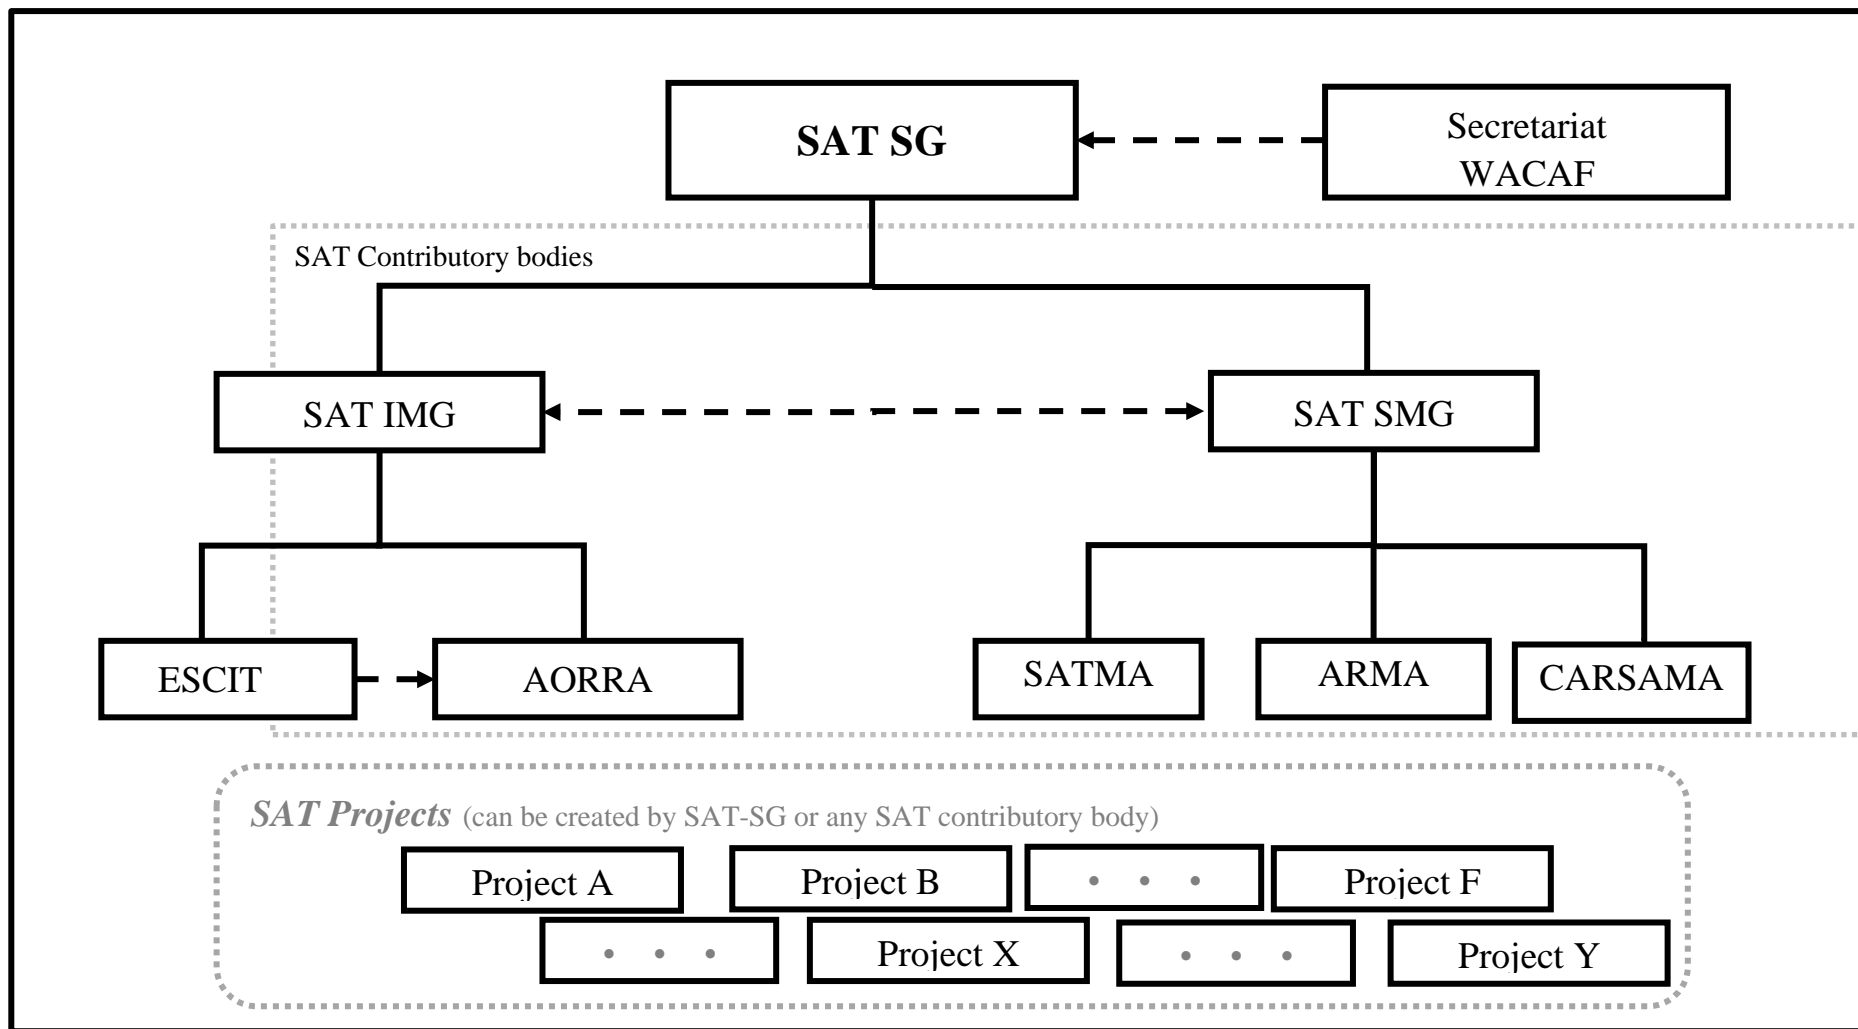 SAT SG
Secretariat
WACAF
SAT Contributory bodies
SAT IMG
SAT SMG
ESCIT
AORRA
SATMA
ARMA
CARSAMA
SAT Projects (can be created by SAT-SG or any SAT contributory body)
Project A
Project B
• • •
Project F
• • •
Project X
• • •
Project Y